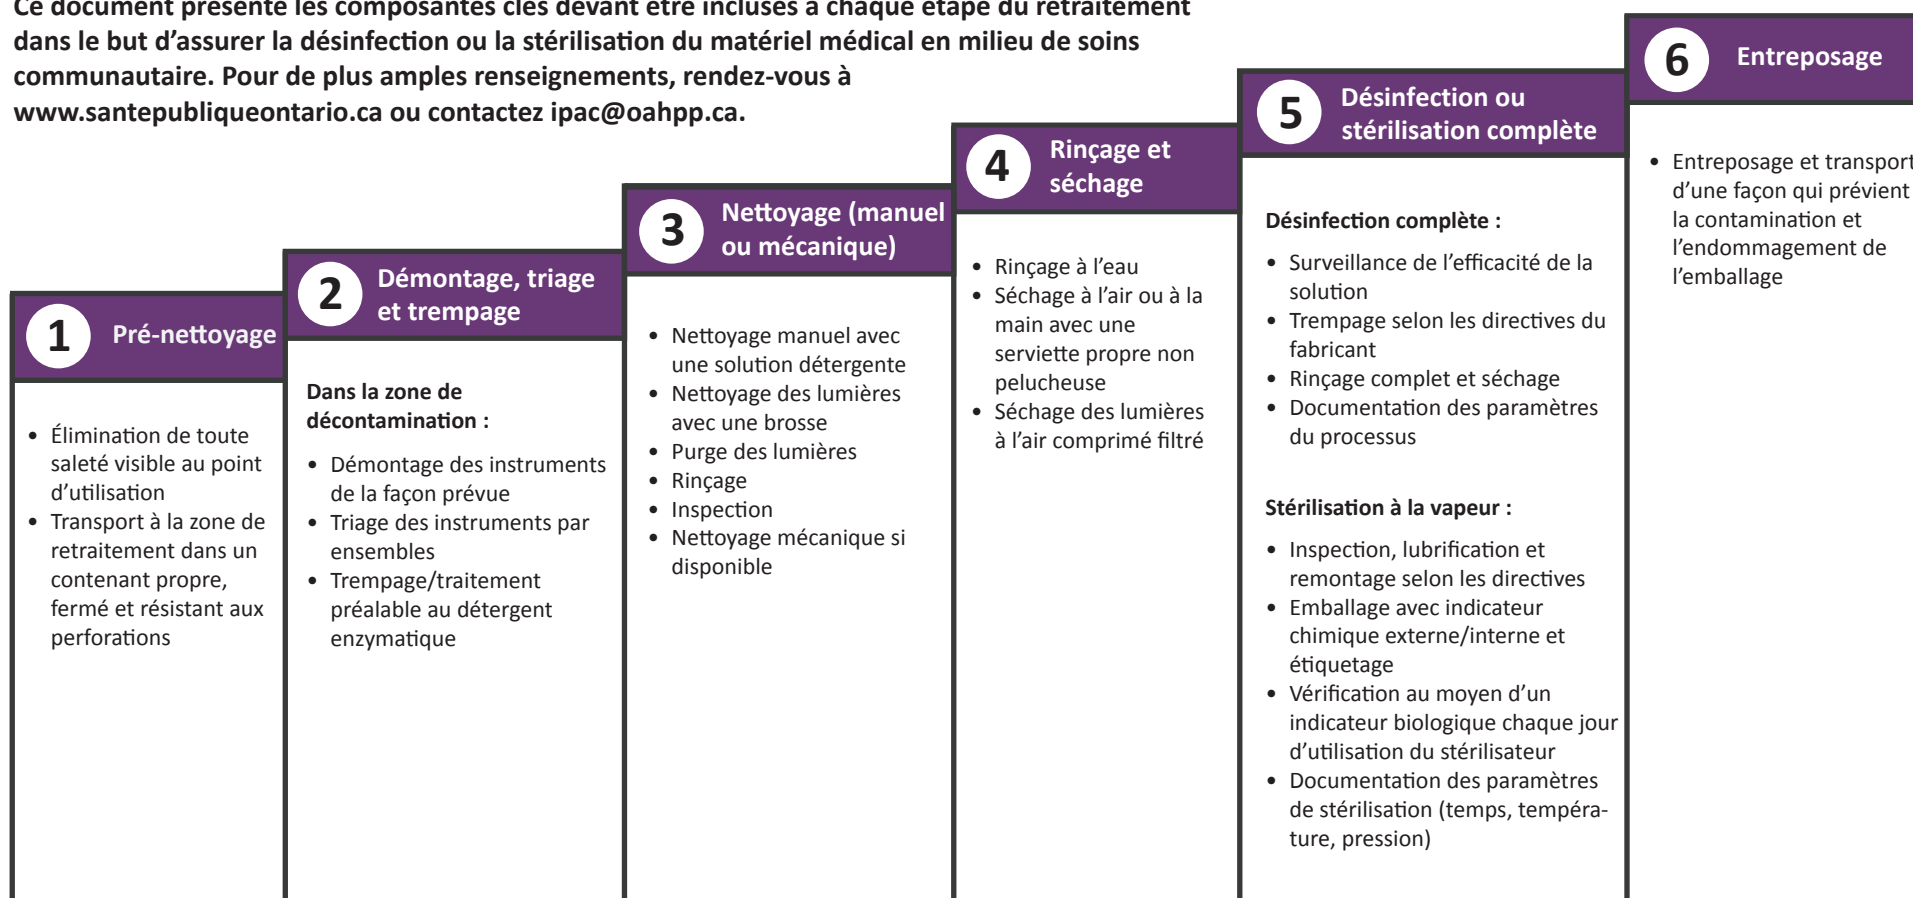 Ce document présente les composantes clés devant être incluses à chaque étape du retraitement
dans le but d’assurer la désinfection ou la stérilisation du matériel médical en milieu de soins
communautaire. Pour de plus amples renseignements, rendez-vous à
www.santepubliqueontario.ca ou contactez ipac@oahpp.ca.
1
Pré-nettoyage
• Élimination de toute
saleté visible au point
d’utilisation
• Transport à la zone de
retraitement dans un
contenant propre,
fermé et résistant aux
perforations
2
Démontage, triage
et trempage
Dans la zone de
décontamination :
• Démontage des instruments
de la façon prévue
• Triage des instruments par
ensembles
• Trempage/traitement
préalable au détergent
enzymatique
3
Nettoyage (manuel
ou mécanique)
• Nettoyage manuel avec
une solution détergente
• Nettoyage des lumières
avec une brosse
• Purge des lumières
• Rinçage
• Inspection
• Nettoyage mécanique si
disponible
4
Rinçage et
séchage
• Rinçage à l’eau
• Séchage à l’air ou à la
main avec une
serviette propre non
pelucheuse
• Séchage des lumières
à l’air comprimé filtré
5
Désinfection ou
stérilisation complète
Désinfection complète :
• Surveillance de l’efficacité de la
solution
• Trempage selon les directives du
fabricant
• Rinçage complet et séchage
• Documentation des paramètres
du processus
Stérilisation à la vapeur :
• Inspection, lubrification et
remontage selon les directives
• Emballage avec indicateur
chimique externe/interne et
étiquetage
• Vérification au moyen d’un
indicateur biologique chaque jour
d’utilisation du stérilisateur
• Documentation des paramètres
de stérilisation (temps, tempéra-
ture, pression)
6
Entreposage
• Entreposage et transport
d’une façon qui prévient
la contamination et
l’endommagement de
l’emballage